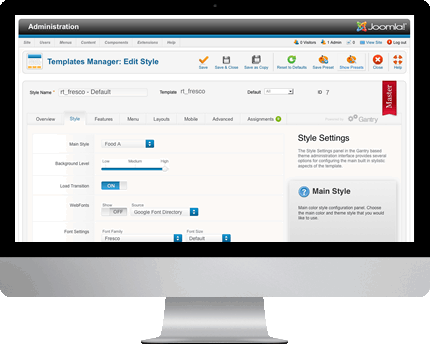 Administration
Joomla!
Site Users Menus Content Components Extensions Help
0 Visitors 1 Admin 0 View Site Log out
Templates Manager: Edit Style
Save Save & Close Save as Copy Reset to Defaults Save Preset Show Presets Close Help
Style Name * rt_fresco - Default Template rt_fresco Default All ID 7
Master
Overview Style Features Menu Layouts Mobile Advanced Assignments
Gantry
Main Style Food A
Background Level Low Medium High
Load Transition ON
WebFonts Show OFF Source Google Font Directory
Font Settings Font Family Fresco Font Size Default
Style Settings
The Style Settings panel in the Gantry based
theme administration interface provides several
options for configuring the main built in stylistic
aspects of the template.
Main Style
Main color style configuration panel. Choose
the main color and theme style that you
would like to use.